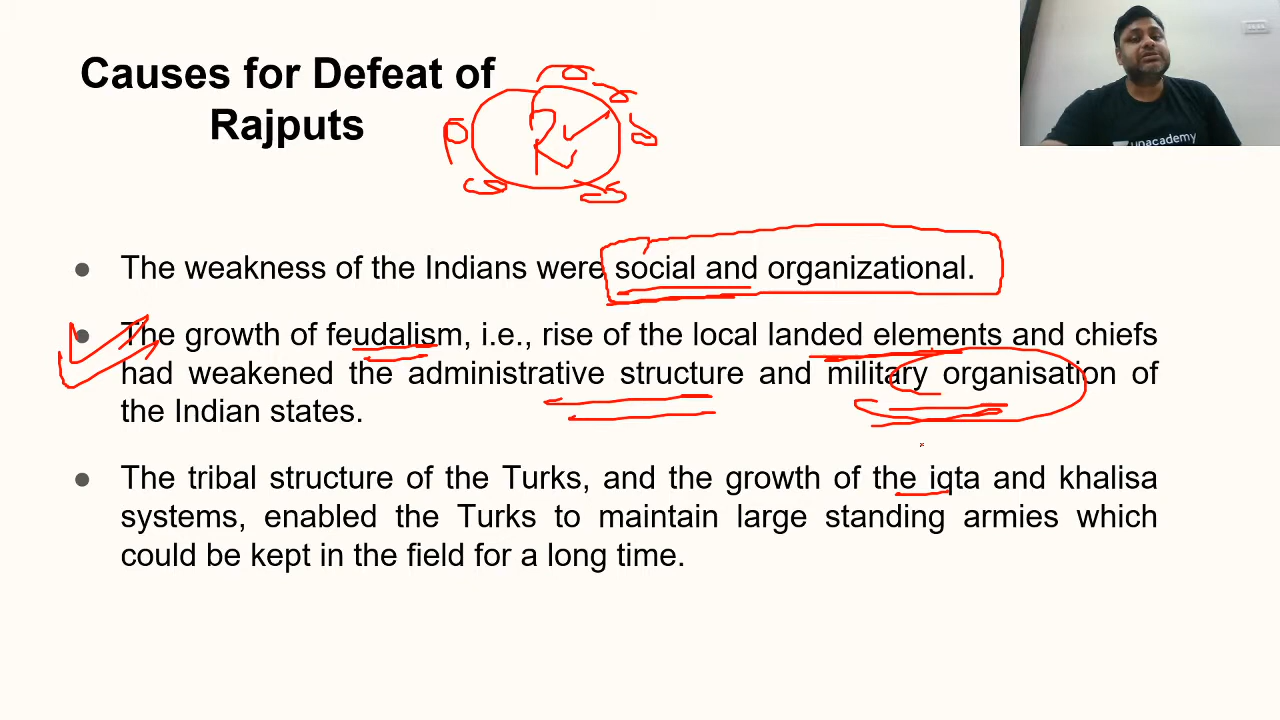 Causes for Defeat of
Rajputs
R
The weakness of the Indians were social and organizational.
The growth of feudalism, i.e., rise of the local landed elements and chiefs
had weakened the administrative structure and military organisation of
the Indian states.
The tribal structure of the Turks, and the growth of the iqta and khalisa
systems, enabled the Turks to maintain large standing armies which
could be kept in the field for a long time.
unacademy